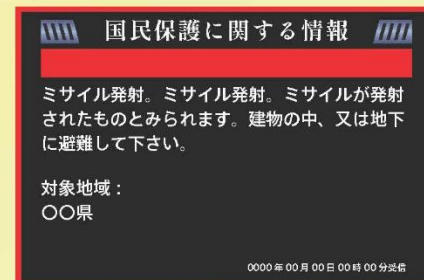 国民保護に関する情報
ミサイル発射。ミサイル発射。ミサイルが発射
されたものとみられます。建物の中、又は地下
に避難して下さい。
対象地域：
〇〇県
0000年00月00日00時00分受信